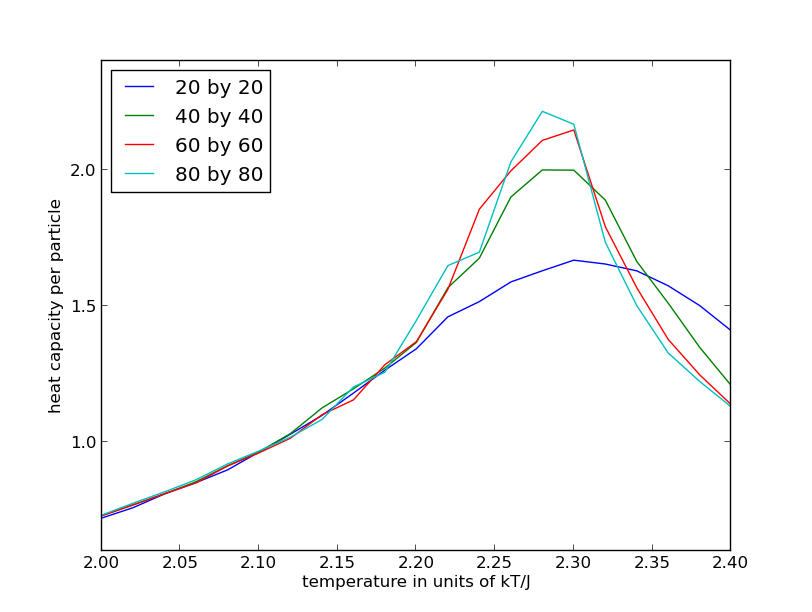 20 by 20
40 by 40
60 by 60
80 by 80
heat capacity per particle
2.0
1.5
1.0
2.00 2.05 2.10 2.15 2.20 2.25 2.30 2.35 2.40
temperature in units of kT/J